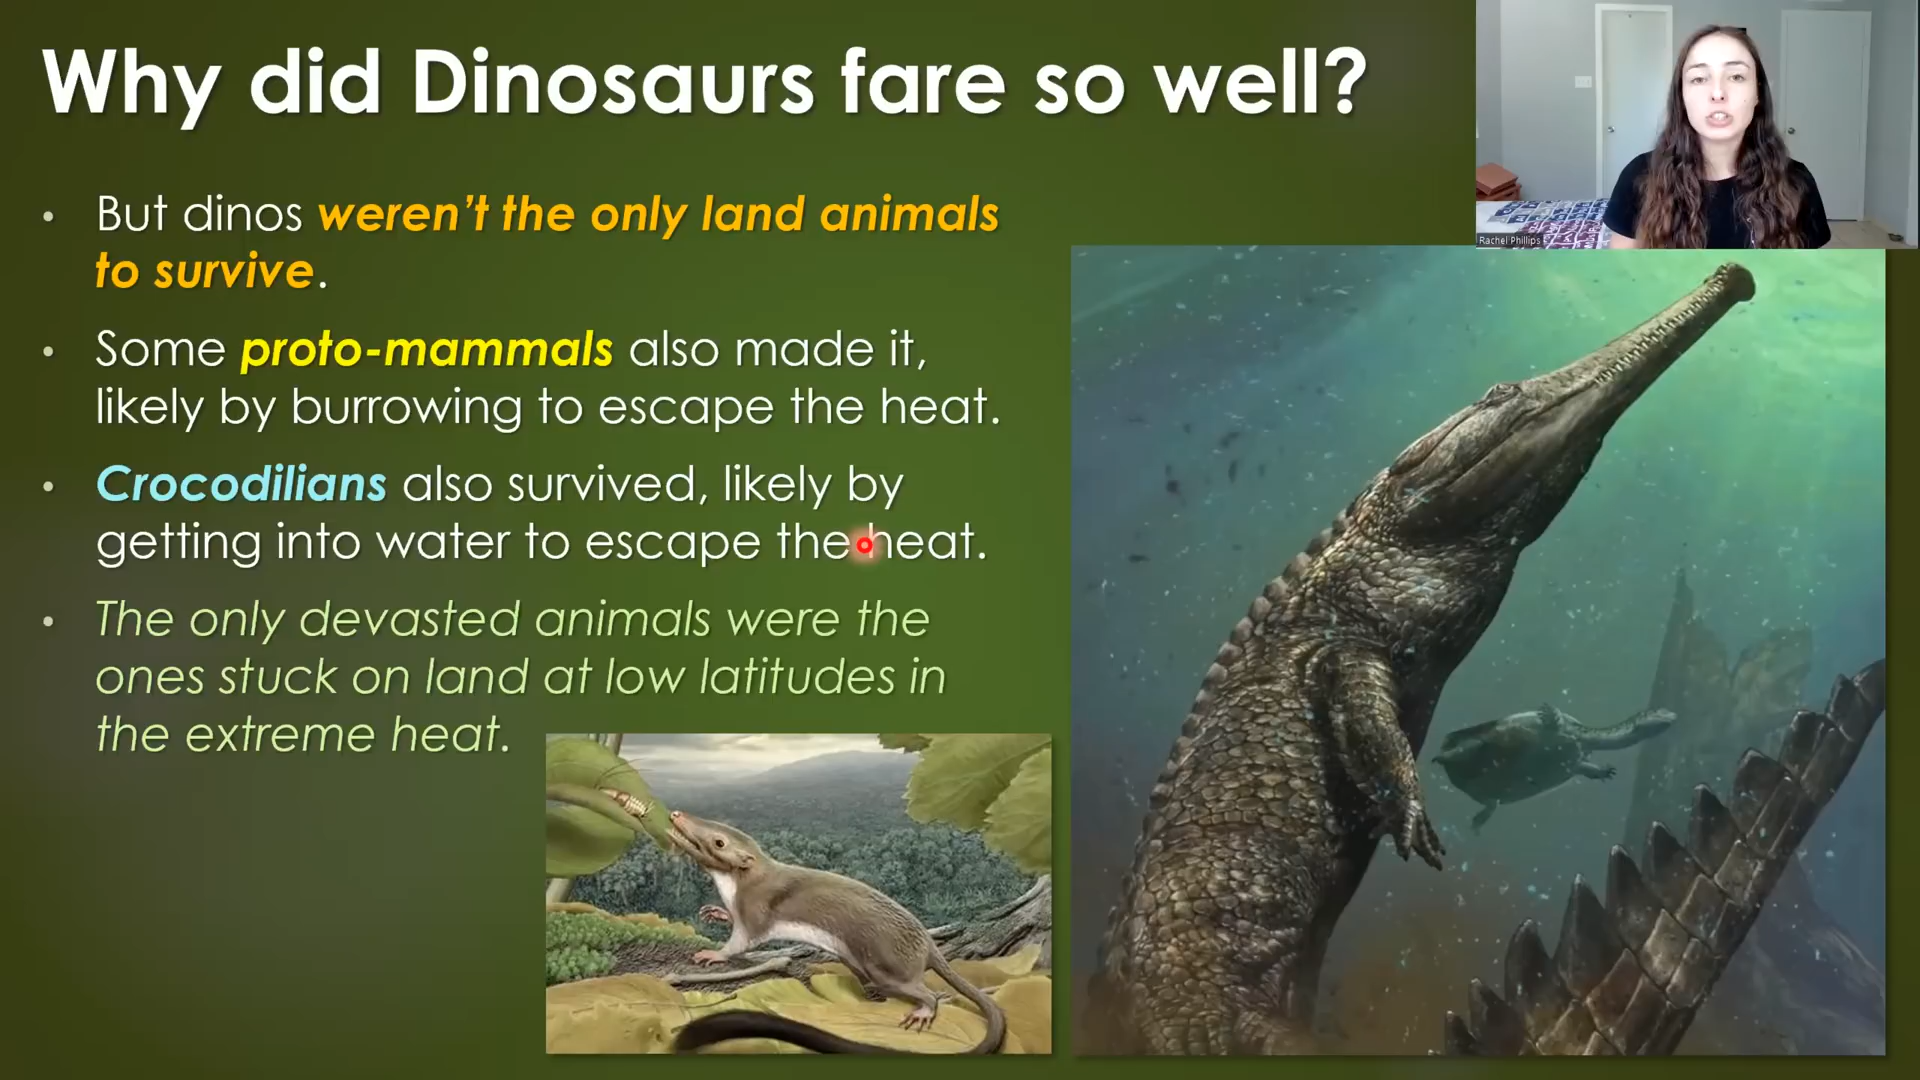 Why did Dinosaurs fare so well?
• But dinos weren't the only land animals
to survive.
• Some proto-mammals also made it,
likely by burrowing to escape the heat.
• Crocodilians also survived, likely by
getting into water to escape the heat.
• The only devasted animals were the
ones stuck on land at low latitudes in
the extreme heat.
Rachel Phillips